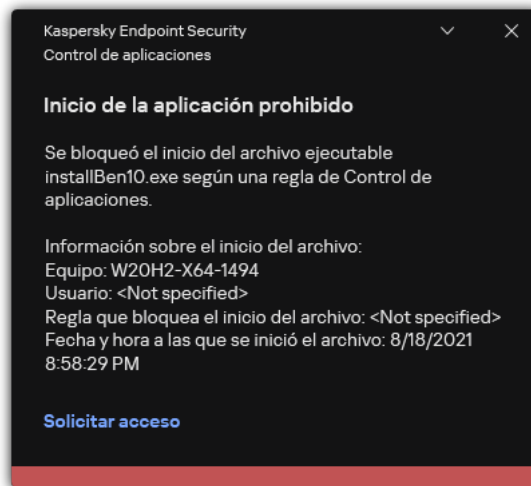 Kaspersky Endpoint Security
Control de aplicaciones
Inicio de la aplicación prohibido
Se bloqueó el inicio del archivo ejecutable
installBen10.exe según una regla de Control de
aplicaciones.
Información sobre el inicio del archivo:
Equipo: W20H2-X64-1494
Usuario: <Not specified>
Regla que bloquea el inicio del archivo: <Not specified>
Fecha y hora a las que se inició el archivo: 8/18/2021
8:58:29 PM
Solicitar acceso